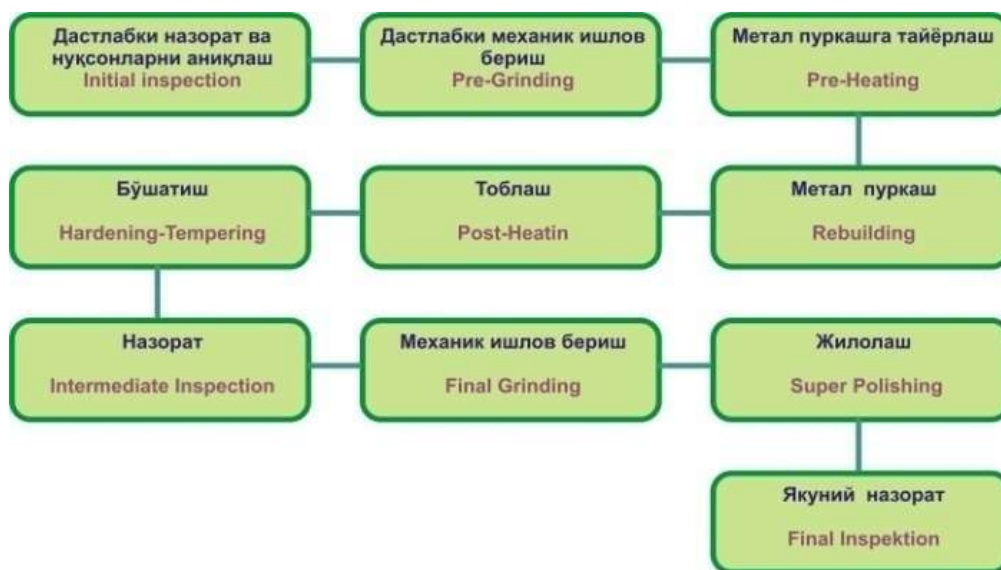 Дастлабки назорат ва
нуқсонларни аниқлаш
Initial inspection
Дастлабки механик ишлов
бериш
Pre-Grinding
Метал пуркашга тайёрлаш
Pre-Heating
Бўшатиш
Hardening-Tempering
Тоблаш
Post-Heatin
Метал пуркаш
Rebuilding
Назорат
Intermediate Inspection
Механик ишлов бериш
Final Grinding
Жилолаш
Super Polishing
Якуний назорат
Final Inspektion